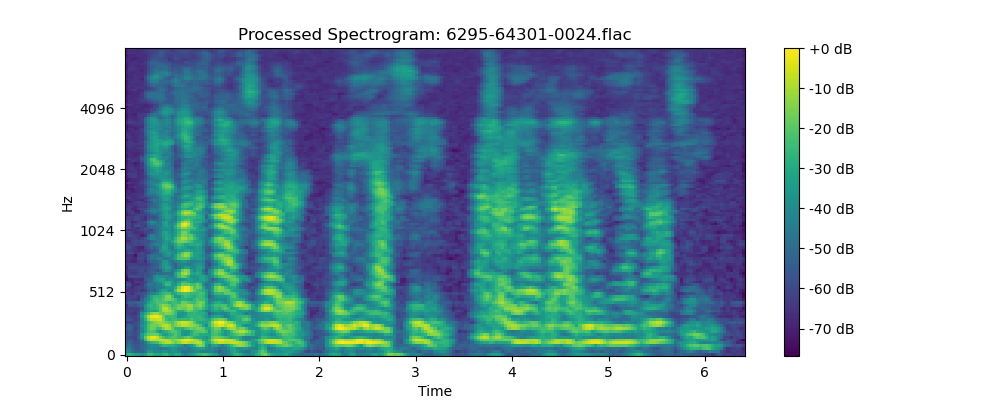 Processed Spectrogram: 6295-64301-0024.flac
Hz
4096
2048
1024
512
0
0 1 2 3 4 5 6
Time
+0 dB
-10 dB
-20 dB
-30 dB
-40 dB
-50 dB
-60 dB
-70 dB